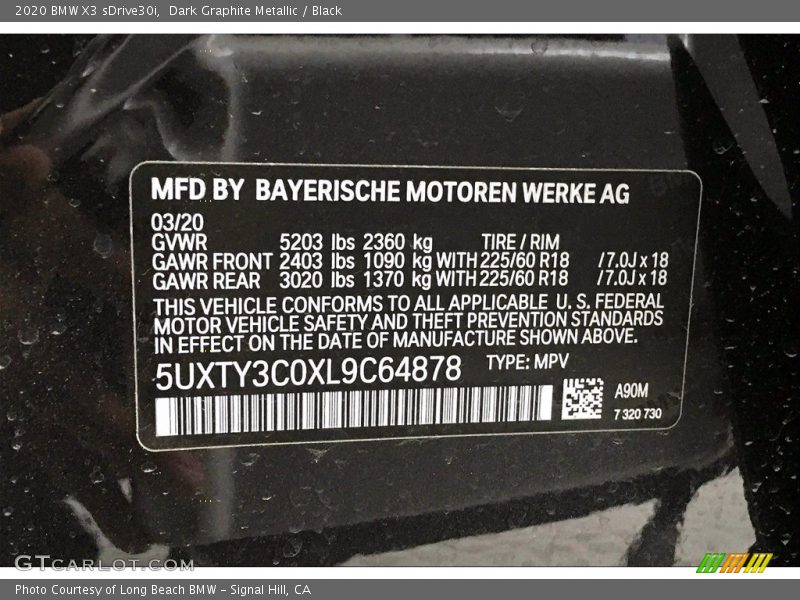 2020 BMW X3 sDrive30i,  Dark Graphite Metallic / Black
MFD BY BAYERISCHE MOTOREN WERKE AG
03/20
GVWR 5203 lbs 2360 kg TIRE / RIM
GAWR FRONT 2403 lbs 1090 kg WITH 225/60 R18 / 7.0J x 18
GAWR REAR 3020 lbs 1370 kg WITH 225/60 R18 / 7.0J x 18
THIS VEHICLE CONFORMS TO ALL APPLICABLE U. S. FEDERAL
MOTOR VEHICLE SAFETY AND THEFT PREVENTION STANDARDS
IN EFFECT ON THE DATE OF MANUFACTURE SHOWN ABOVE.
5UXTY3C0XL9C64878 TYPE: MPV
A90M
7 320 730
GTCARLOT.COM
Photo Courtesy of Long Beach BMW - Signal Hill, CA